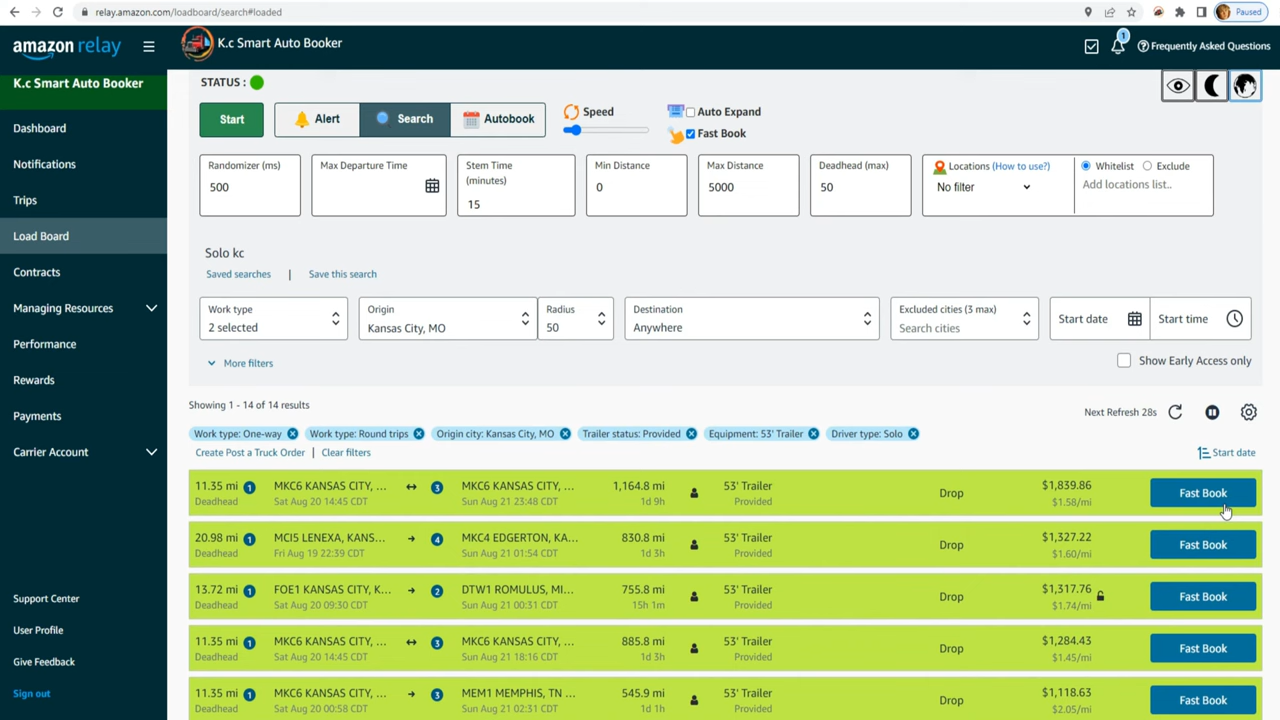 relay.amazon.com/loadboard/search#loaded
Paused
amazon relay
K.c Smart Auto Booker
1
Frequently Asked Questions
K.c Smart Auto Booker
Dashboard
Notifications
Trips
Load Board
Contracts
Managing Resources
Performance
Rewards
Payments
Carrier Account
Support Center
User Profile
Give Feedback
Sign out
STATUS :
Start
Alert
Search
Autobook
Speed
Auto Expand
Fast Book
Randomizer (ms)
500
Max Departure Time
Stem Time
(minutes)
15
Min Distance
0
Max Distance
5000
Deadhead (max)
50
Locations (How to use?)
No filter
Whitelist
Exclude
Add locations list..
Solo kc
Saved searches | Save this search
Work type
2 selected
Origin
Kansas City, MO
Radius
50
Destination
Anywhere
Excluded cities (3 max)
Search cities
Start date
Start time
More filters
Show Early Access only
Showing 1 - 14 of 14 results
Next Refresh 28s
Work type: One-way
Work type: Round trips
Origin city: Kansas City, MO
Trailer status: Provided
Equipment: 53' Trailer
Driver type: Solo
Create Post a Truck Order | Clear filters
Start date
11.35 mi 1 MKC6 KANSAS CITY, ... 3 MKC6 KANSAS CITY, ... 1,164.8 mi 53' Trailer Drop $1,839.86 Fast Book
Deadhead Sat Aug 20 14:45 CDT Sun Aug 21 23:48 CDT 1d 9h Provided $1.58/mi
20.98 mi 1 MCI5 LENEXA, KANS... 4 MKC4 EDGERTON, KA... 830.8 mi 53' Trailer Drop $1,327.22 Fast Book
Deadhead Fri Aug 19 22:39 CDT Sun Aug 21 01:54 CDT 1d 3h Provided $1.60/mi
13.72 mi 1 FOE1 KANSAS CITY, K... 2 DTW1 ROMULUS, MI... 755.8 mi 53' Trailer Drop $1,317.76 Fast Book
Deadhead Sat Aug 20 09:30 CDT Sun Aug 21 00:31 CDT 15h 1m Provided $1.74/mi
11.35 mi 1 MKC6 KANSAS CITY, ... 3 MKC6 KANSAS CITY, ... 885.8 mi 53' Trailer Drop $1,284.43 Fast Book
Deadhead Sat Aug 20 14:45 CDT Sun Aug 21 18:16 CDT 1d 3h Provided $1.45/mi
11.35 mi 1 MKC6 KANSAS CITY, ... 3 MEM1 MEMPHIS, TN ... 545.9 mi 53' Trailer Drop $1,118.63 Fast Book
Deadhead Sat Aug 20 00:58 CDT Sun Aug 21 02:31 CDT 1d 1h Provided $2.05/mi